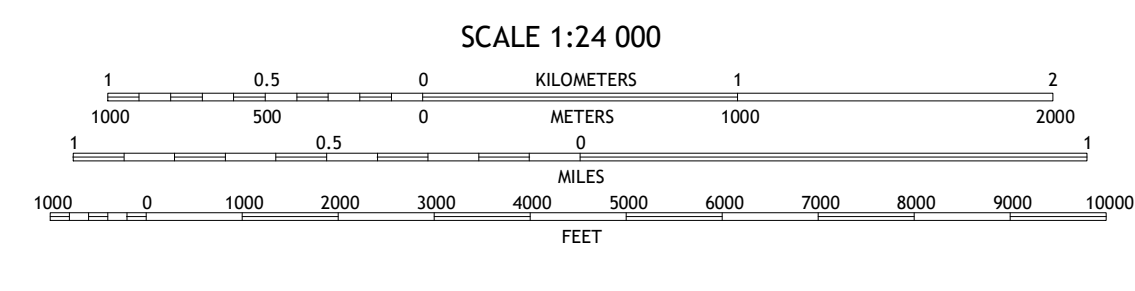 SCALE 1:24 000
1 0.5 0 KILOMETERS 1 2
1000 500 0 METERS 1000 2000
1 0.5 0 1
MILES
1000 0 1000 2000 3000 4000 5000 6000 7000 8000 9000 10000
FEET